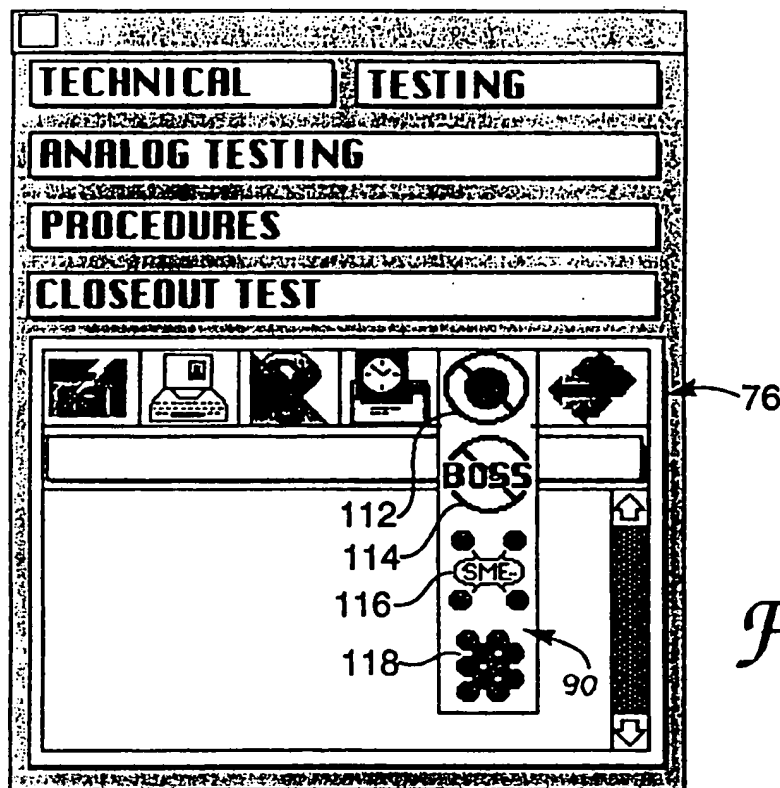 TECHNICAL TESTING
ANALOG TESTING
PROCEDURES
CLOSEOUT TEST
76
BOSS
112
114
SME
116
118
90